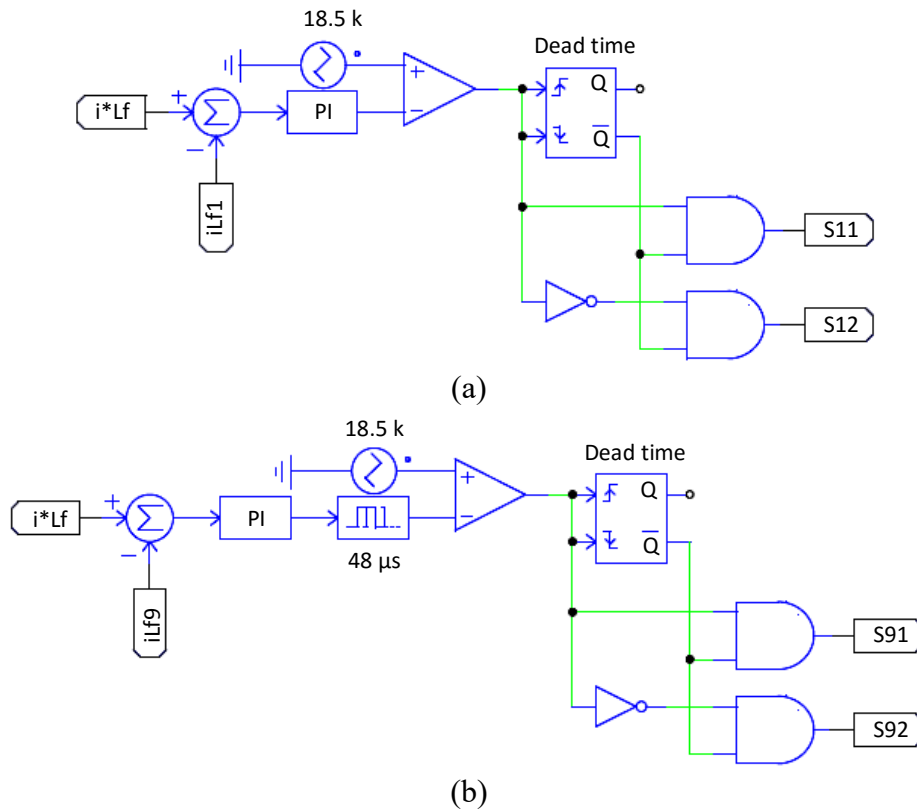 18.5 k
Dead time
i*Lf
+
Σ
−
PI
+
−
Q
Q̅
iLf1
S11
S12
(a)
18.5 k
Dead time
i*Lf
+
Σ
−
PI
+
−
Q
Q̅
48 µs
iLf9
S91
S92
(b)